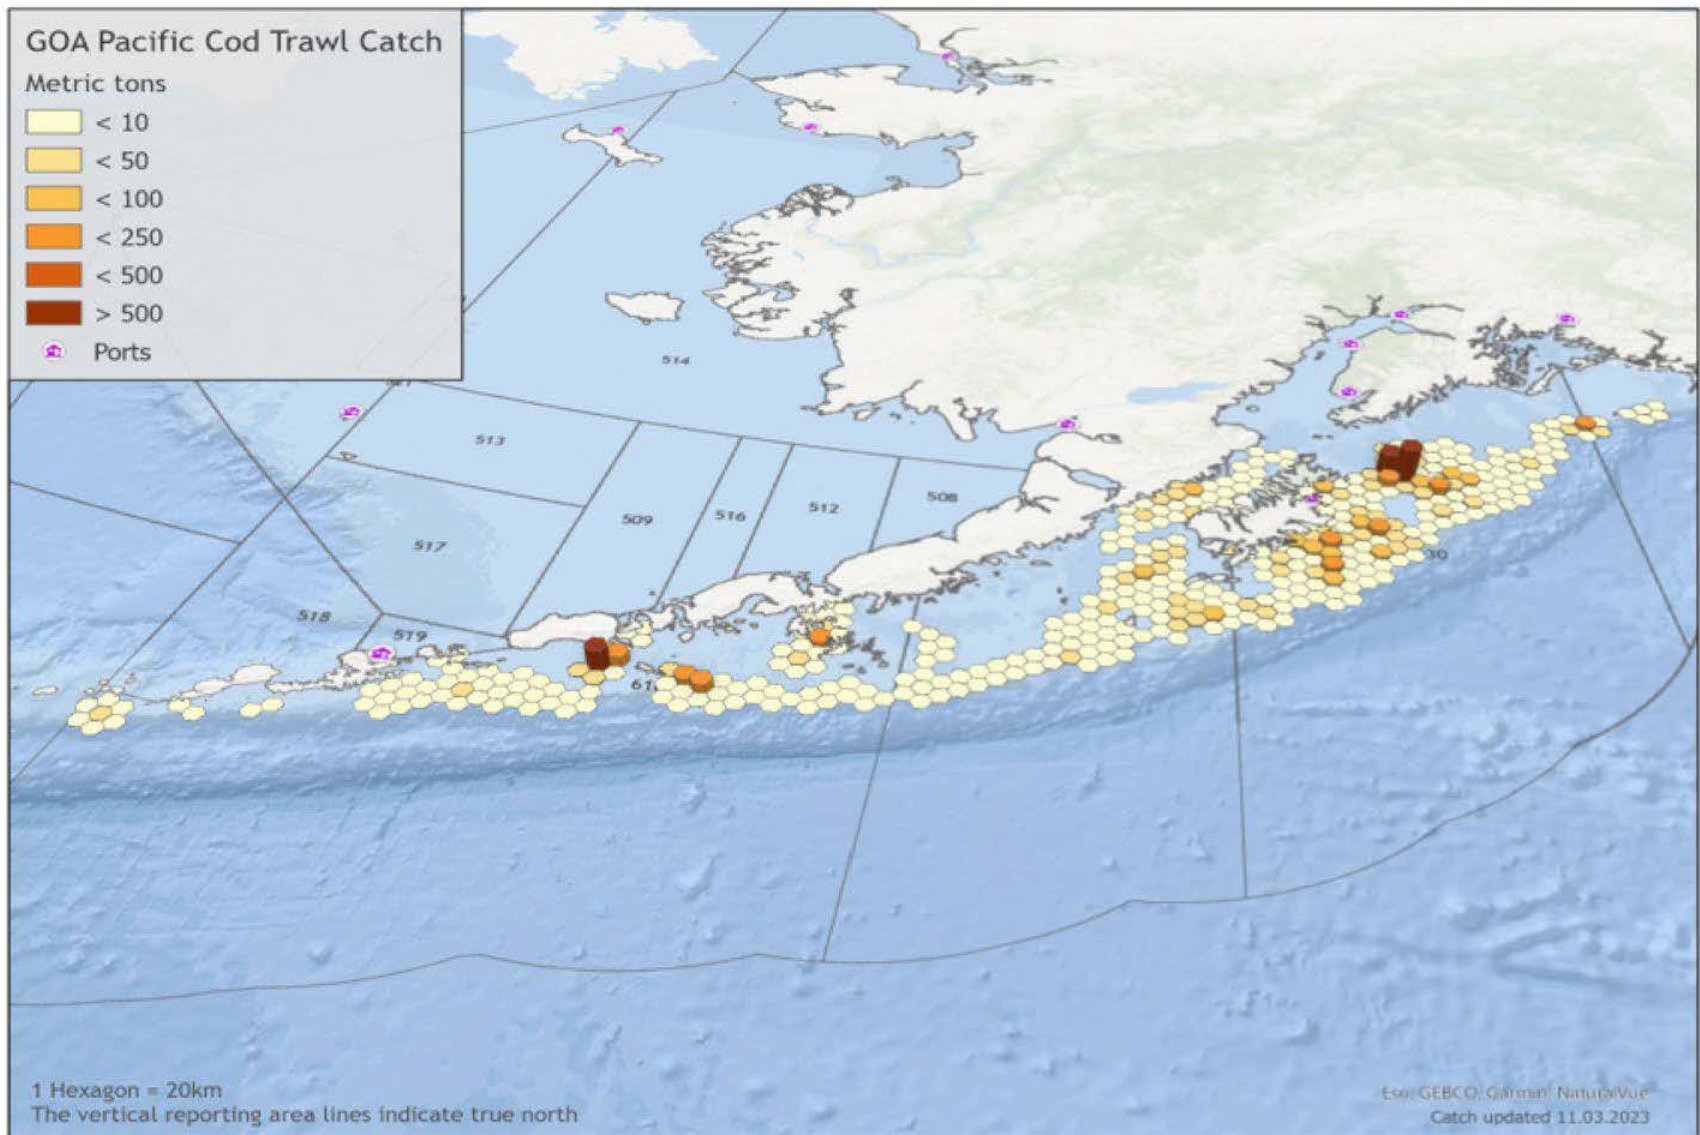 GOA Pacific Cod Trawl Catch
Metric tons
< 10
< 50
< 100
< 250
< 500
> 500
Ports
514
513
517
509
516
512
508
518
519
61
30
1 Hexagon = 20km
The vertical reporting area lines indicate true north
Esri, GEBCO, Garmin, NaturalVue
Catch updated 11.03.2023